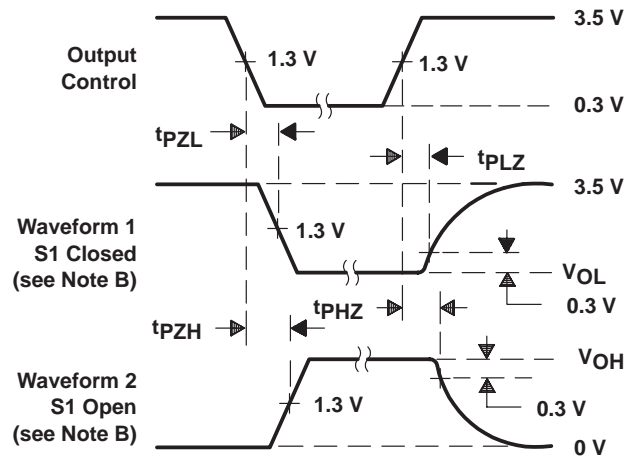 3.5 V
Output
Control
1.3 V
1.3 V
0.3 V
tPZL
tPLZ
3.5 V
Waveform 1
S1 Closed
(see Note B)
1.3 V
VOL
0.3 V
tPZH
tPHZ
VOH
Waveform 2
S1 Open
(see Note B)
1.3 V
0.3 V
0 V